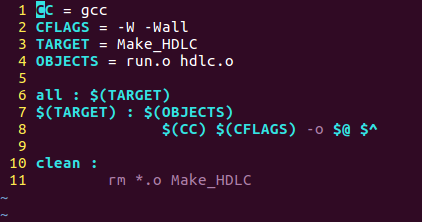 1 CC = gcc
2 CFLAGS = -W -Wall
3 TARGET = Make_HDLC
4 OBJECTS = run.o hdlc.o
5
6 all : $(TARGET)
7 $(TARGET) : $(OBJECTS)
8 $(CC) $(CFLAGS) -o $@ $^
9
10 clean :
11 rm *.o Make_HDLC
~
~